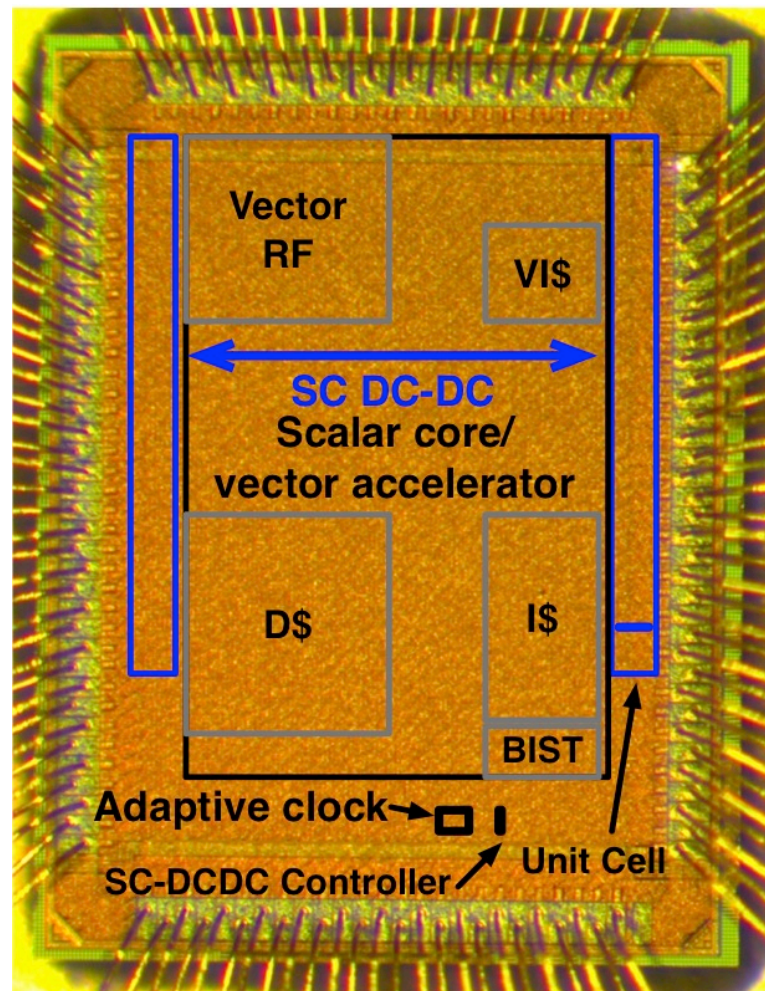 Vector
RF
VI$
SC DC-DC
Scalar core/
vector accelerator
D$
I$
BIST
Adaptive clock
SC-DCDC Controller
Unit Cell